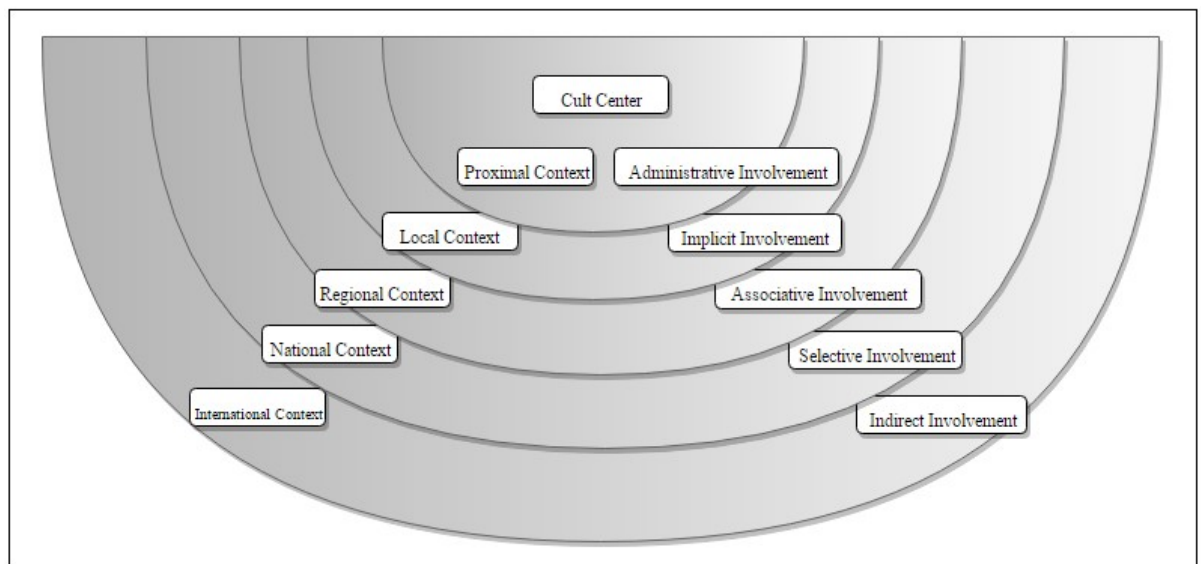 Cult Center
Proximal Context
Administrative Involvement
Local Context
Implicit Involvement
Regional Context
Associative Involvement
National Context
Selective Involvement
International Context
Indirect Involvement